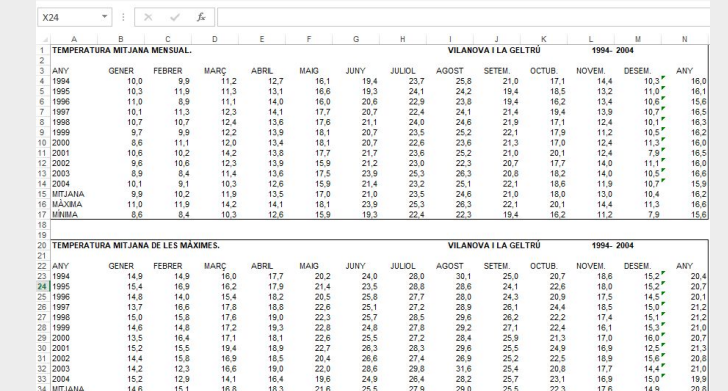 X24 fx
A B C D E F G H I J K L M N
1 TEMPERATURA MITJANA MENSUAL. VILANOVA I LA GELTRÚ 1994- 2004
2
3 ANY GENER FEBRER MARÇ ABRIL MAIG JUNY JULIOL AGOST SETEM. OCTUB. NOVEM. DESEM. ANY
4 1994 10,0 9,9 11,2 12,7 16,1 19,4 23,7 25,8 21,0 17,1 14,4 10,3 16,0
5 1995 10,3 11,9 11,3 13,1 16,6 19,3 24,1 24,2 19,4 18,5 13,2 11,0 16,1
6 1996 11,0 8,9 11,1 14,0 16,0 20,6 22,9 23,8 19,4 16,2 13,4 10,6 15,6
7 1997 10,1 11,3 12,3 14,1 17,7 20,7 22,4 24,1 21,4 19,4 13,9 10,7 16,5
8 1998 10,7 10,7 12,4 13,6 17,6 21,1 24,0 24,6 21,9 17,1 12,4 10,1 16,3
9 1999 9,7 9,9 12,2 13,9 18,1 20,7 23,5 25,2 22,1 17,9 11,2 10,5 16,2
10 2000 8,6 11,1 12,0 13,4 18,1 20,7 22,6 23,6 21,3 17,0 12,4 11,3 16,0
11 2001 10,6 10,2 14,2 13,8 17,7 21,7 23,6 25,2 21,0 20,1 12,4 7,9 16,5
12 2002 9,6 10,6 12,3 13,9 15,9 21,2 23,0 22,3 20,7 17,7 14,0 11,1 16,0
13 2003 8,9 8,4 11,4 13,6 17,5 23,9 25,3 26,3 20,8 18,2 14,0 10,5 16,6
14 2004 10,1 9,1 10,3 12,6 15,9 21,4 23,2 25,1 22,1 18,6 11,9 10,7 15,9
15 MITJANA 9,9 10,2 11,9 13,5 17,0 21,0 23,5 24,6 21,0 18,0 13,0 10,4 16,2
16 MÀXIMA 11,0 11,9 14,2 14,1 18,1 23,9 25,3 26,3 22,1 20,1 14,4 11,3 16,6
17 MÍNIMA 8,6 8,4 10,3 12,6 15,9 19,3 22,4 22,3 19,4 16,2 11,2 7,9 15,6
18
19
20 TEMPERATURA MITJANA DE LES MÀXIMES. VILANOVA I LA GELTRÚ 1994- 2004
21
22 ANY GENER FEBRER MARÇ ABRIL MAIG JUNY JULIOL AGOST SETEM. OCTUB. NOVEM. DESEM. ANY
23 1994 14,9 14,9 16,0 17,7 20,2 24,0 28,0 30,1 25,0 20,7 18,6 15,2 20,4
24 1995 15,4 16,9 16,2 17,9 21,4 23,5 28,8 28,6 24,1 22,6 18,0 15,2 20,7
25 1996 14,8 14,0 15,4 18,2 20,5 25,8 27,7 28,0 24,3 20,9 17,5 14,5 20,1
26 1997 13,7 16,6 17,8 18,8 22,6 25,1 27,2 28,9 26,1 24,4 18,5 15,0 21,2
27 1998 15,0 15,8 17,6 19,0 22,3 25,7 28,5 29,6 26,2 22,2 17,4 15,1 21,2
28 1999 14,6 14,8 17,2 19,3 22,8 24,8 27,8 29,2 27,1 22,4 16,1 15,3 21,0
29 2000 13,5 16,4 17,1 18,1 22,6 25,5 27,2 28,4 25,9 21,3 17,0 16,0 20,7
30 2001 15,2 15,5 19,4 18,9 22,7 26,3 28,3 29,6 25,5 24,9 16,9 12,5 21,3
31 2002 14,4 15,8 16,9 18,5 20,4 26,6 27,4 26,9 25,2 22,5 18,9 15,6 20,8
32 2003 14,2 12,3 16,6 19,0 22,0 28,6 29,8 31,6 25,4 20,8 17,7 14,4 21,0
33 2004 15,2 12,9 14,1 16,4 19,6 24,9 26,4 28,2 25,7 23,1 16,9 15,0 19,9
34 MITJANA 14,6 15,1 16,8 18,3 21,6 25,5 27,9 29,0 25,5 22,3 17,6 14,9 20,8